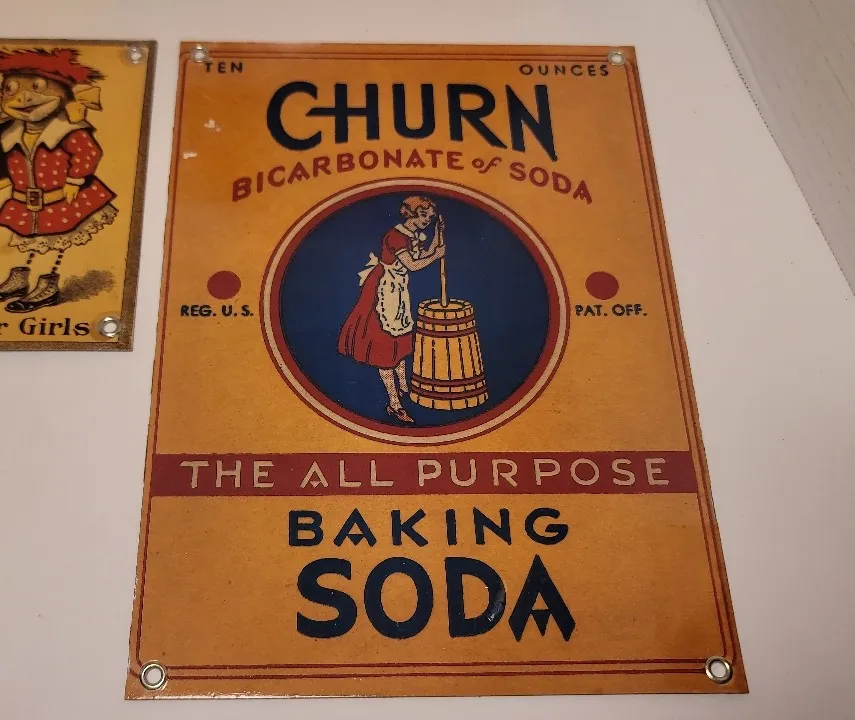 TEN OUNCES
CHURN
BICARBONATE of SODA
REG. U. S. PAT. OFF.
THE ALL PURPOSE
BAKING
SODA
r Girls